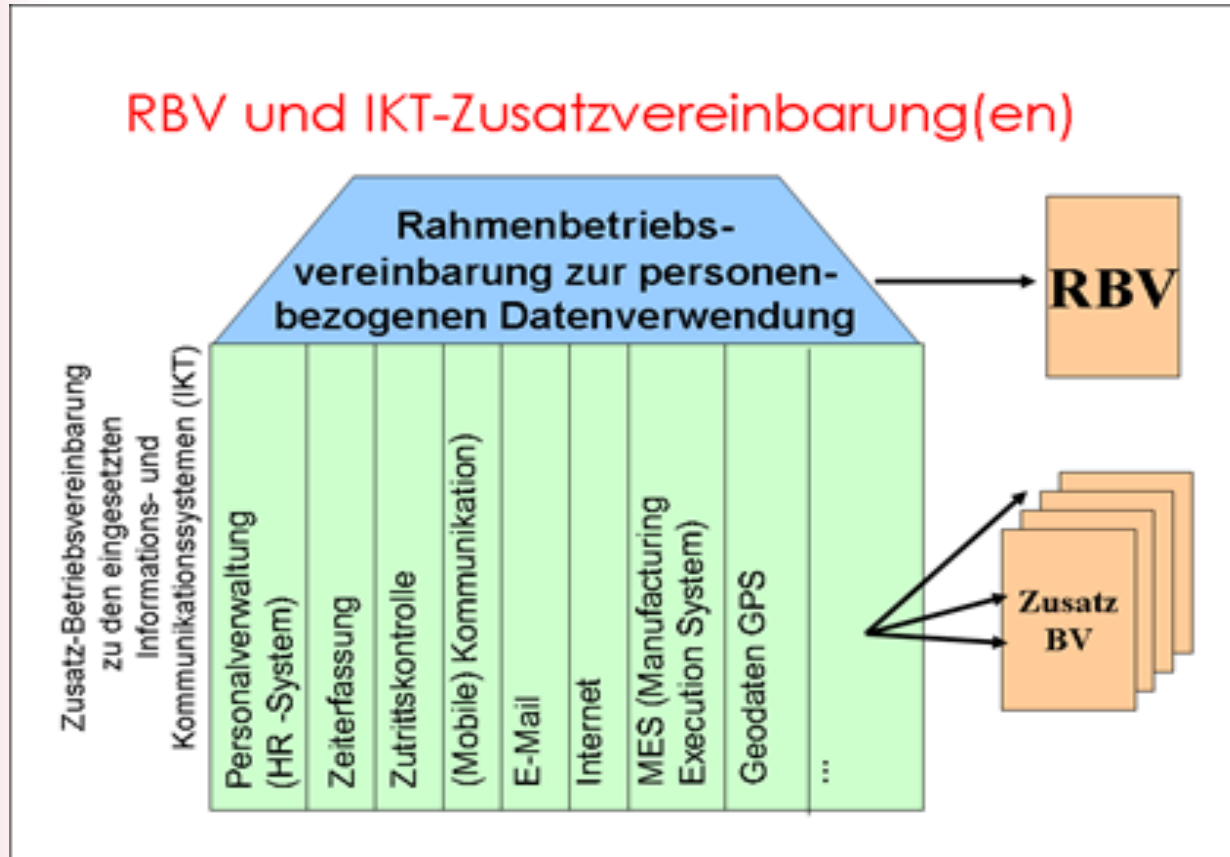 RBV und IKT-Zusatzvereinbarung(en)
Rahmenbetriebs-
vereinbarung zur personen-
bezogenen Datenverwendung
RBV
Zusatz-Betriebsvereinbarung
zu den eingesetzten
Informations- und
Kommunikationssystemen (IKT)
Personalverwaltung
(HR -System)
Zeiterfassung
Zutrittskontrolle
(Mobile) Kommunikation)
E-Mail
Internet
MES (Manufacturing
Execution System)
Geodaten GPS
...
Zusatz
BV